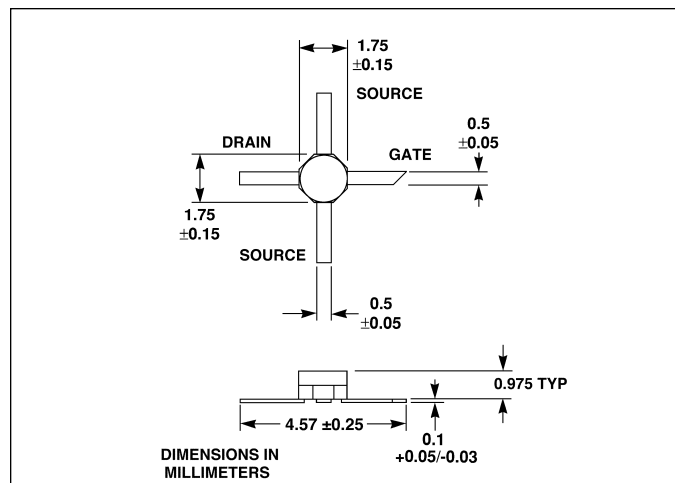 1.75
±0.15
SOURCE
0.5
±0.05
DRAIN
GATE
1.75
±0.15
SOURCE
0.5
±0.05
0.975 TYP
4.57 ±0.25
0.1
+0.05/-0.03
DIMENSIONS IN
MILLIMETERS